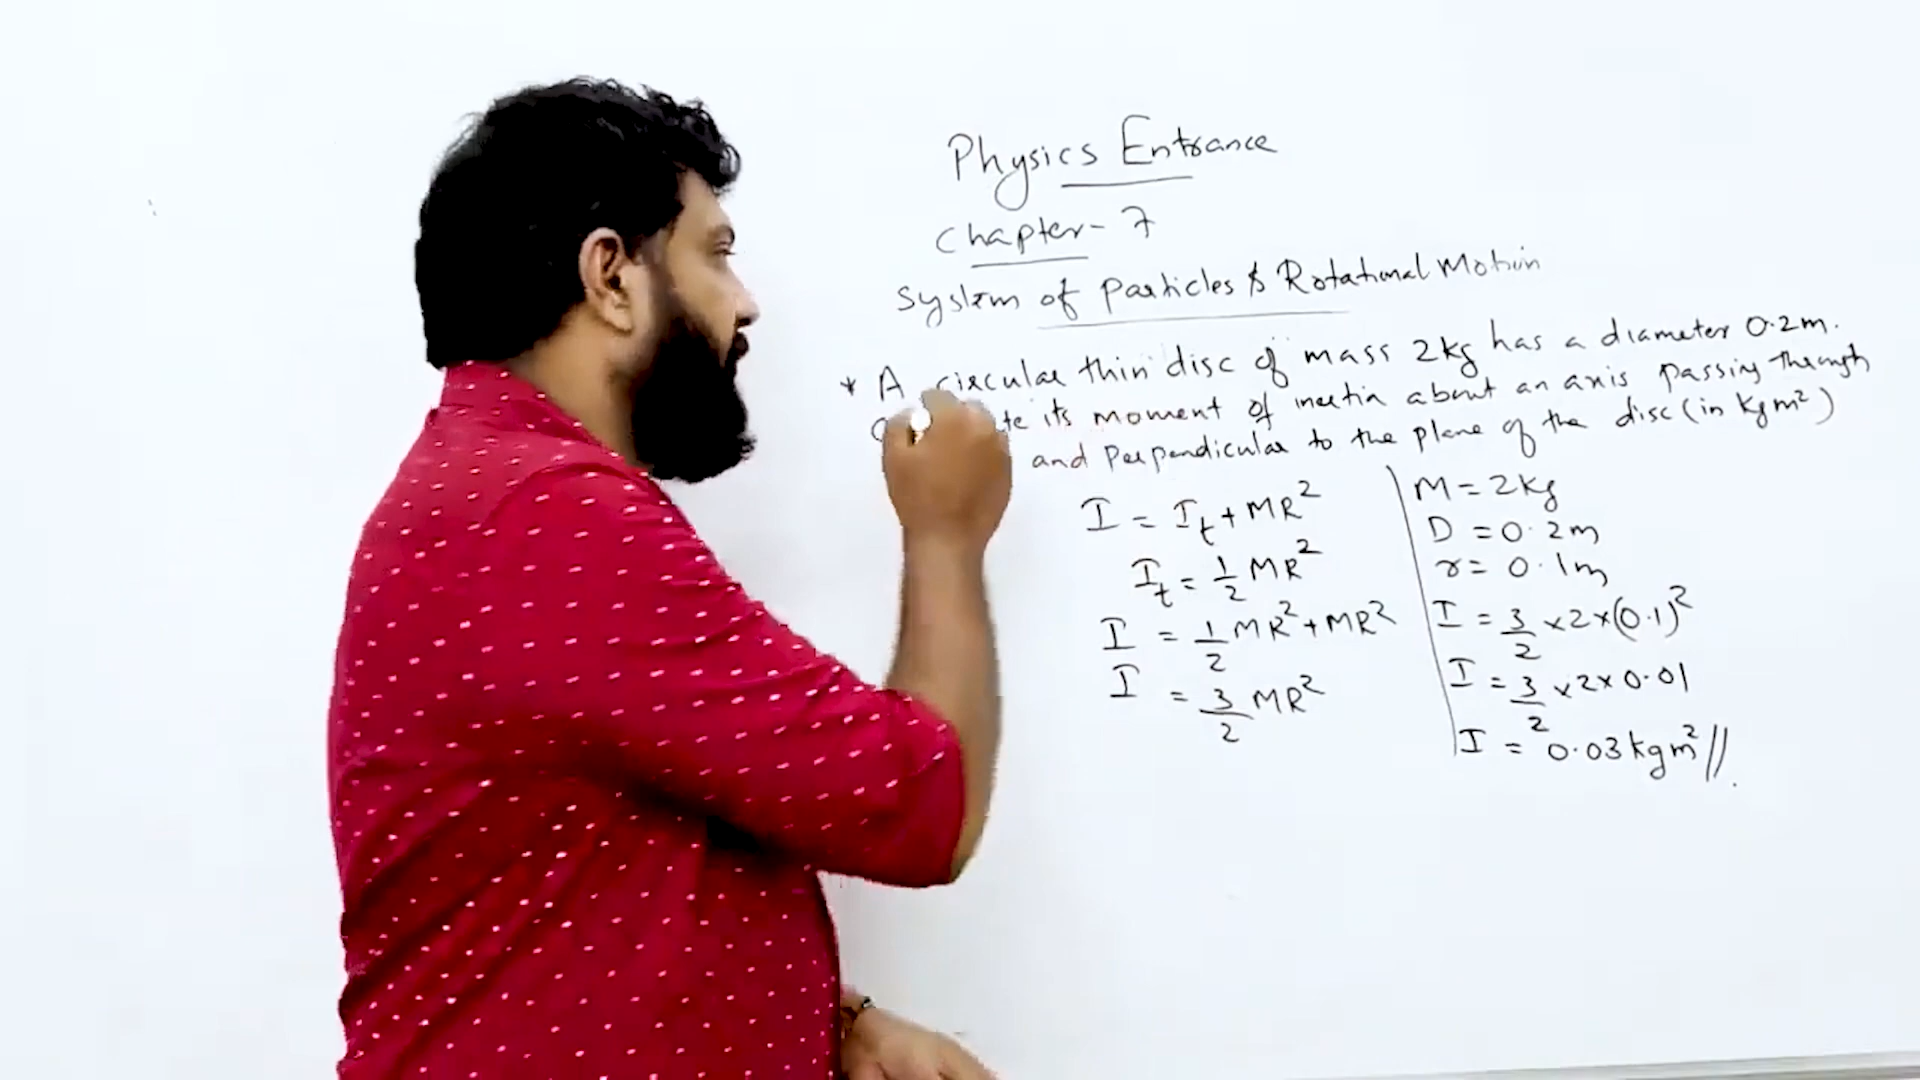 Physics Entrance
Chapter - 7
System of Particles & Rotational Motion
* A circular thin disc of mass 2kg has a diameter 0.2m.
its moment of inertia about an axis passing through
and Perpendicular to the plane of the disc (in kgm²)
I = I_t + MR²
I_t = 1/2 MR²
I = 1/2 MR² + MR²
I = 3/2 MR²
M = 2kg
D = 0.2m
r = 0.1m
I = 3/2 × 2 × (0.1)²
I = 3/2 × 2 × 0.01
I = 0.03 kgm² //.